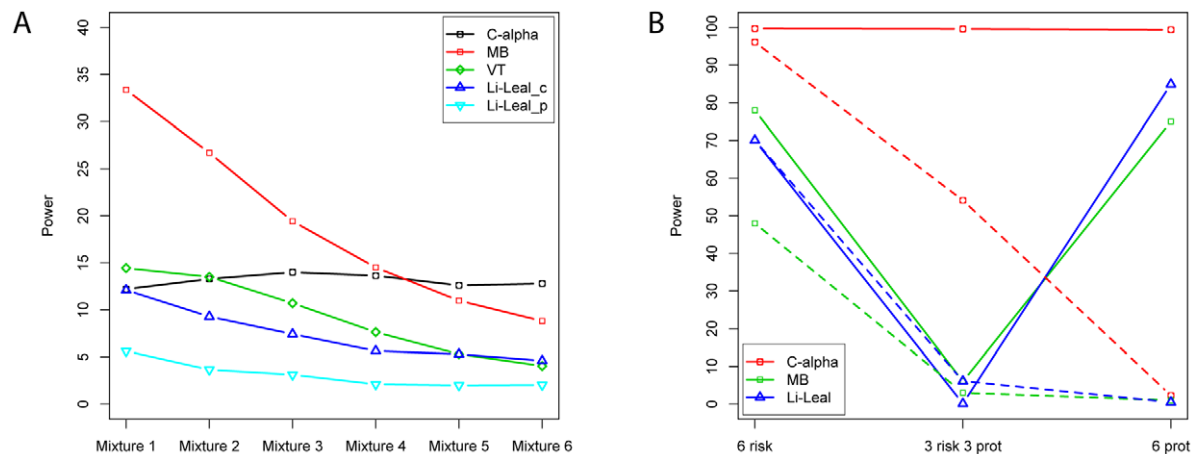 A
Power
40
35
30
25
20
15
10
5
0
C-alpha
MB
VT
Li-Leal_c
Li-Leal_p
Mixture 1
Mixture 2
Mixture 3
Mixture 4
Mixture 5
Mixture 6
B
Power
100
90
80
70
60
50
40
30
20
10
0
C-alpha
MB
Li-Leal
6 risk
3 risk 3 prot
6 prot